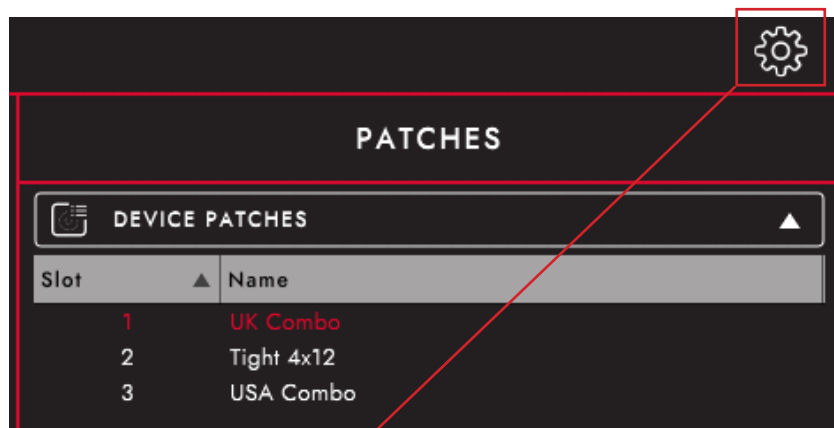 PATCHES
DEVICE PATCHES
Slot Name
1 UK Combo
2 Tight 4x12
3 USA Combo